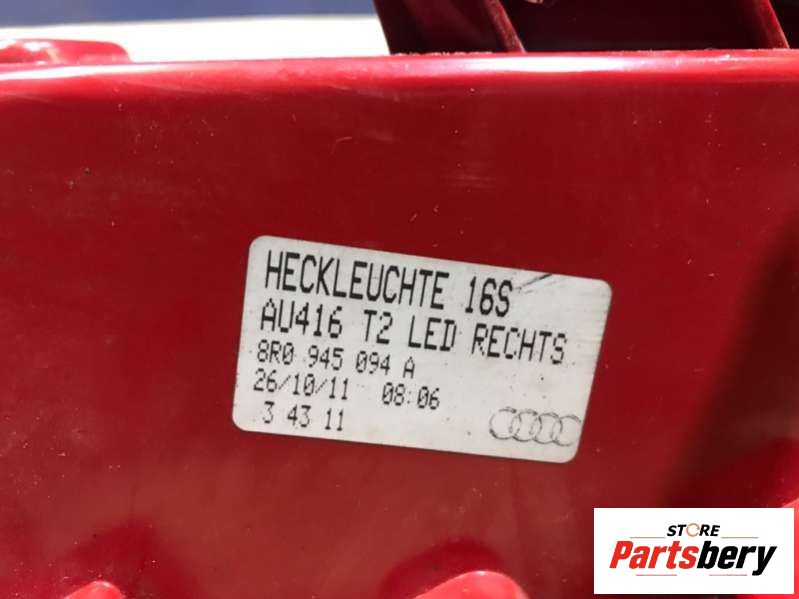 HECKLEUCHTE 16S
AU416 T2 LED RECHTS
8R0 945 094 A
26/10/11 08:06
3 43 11
STORE
Partsbery